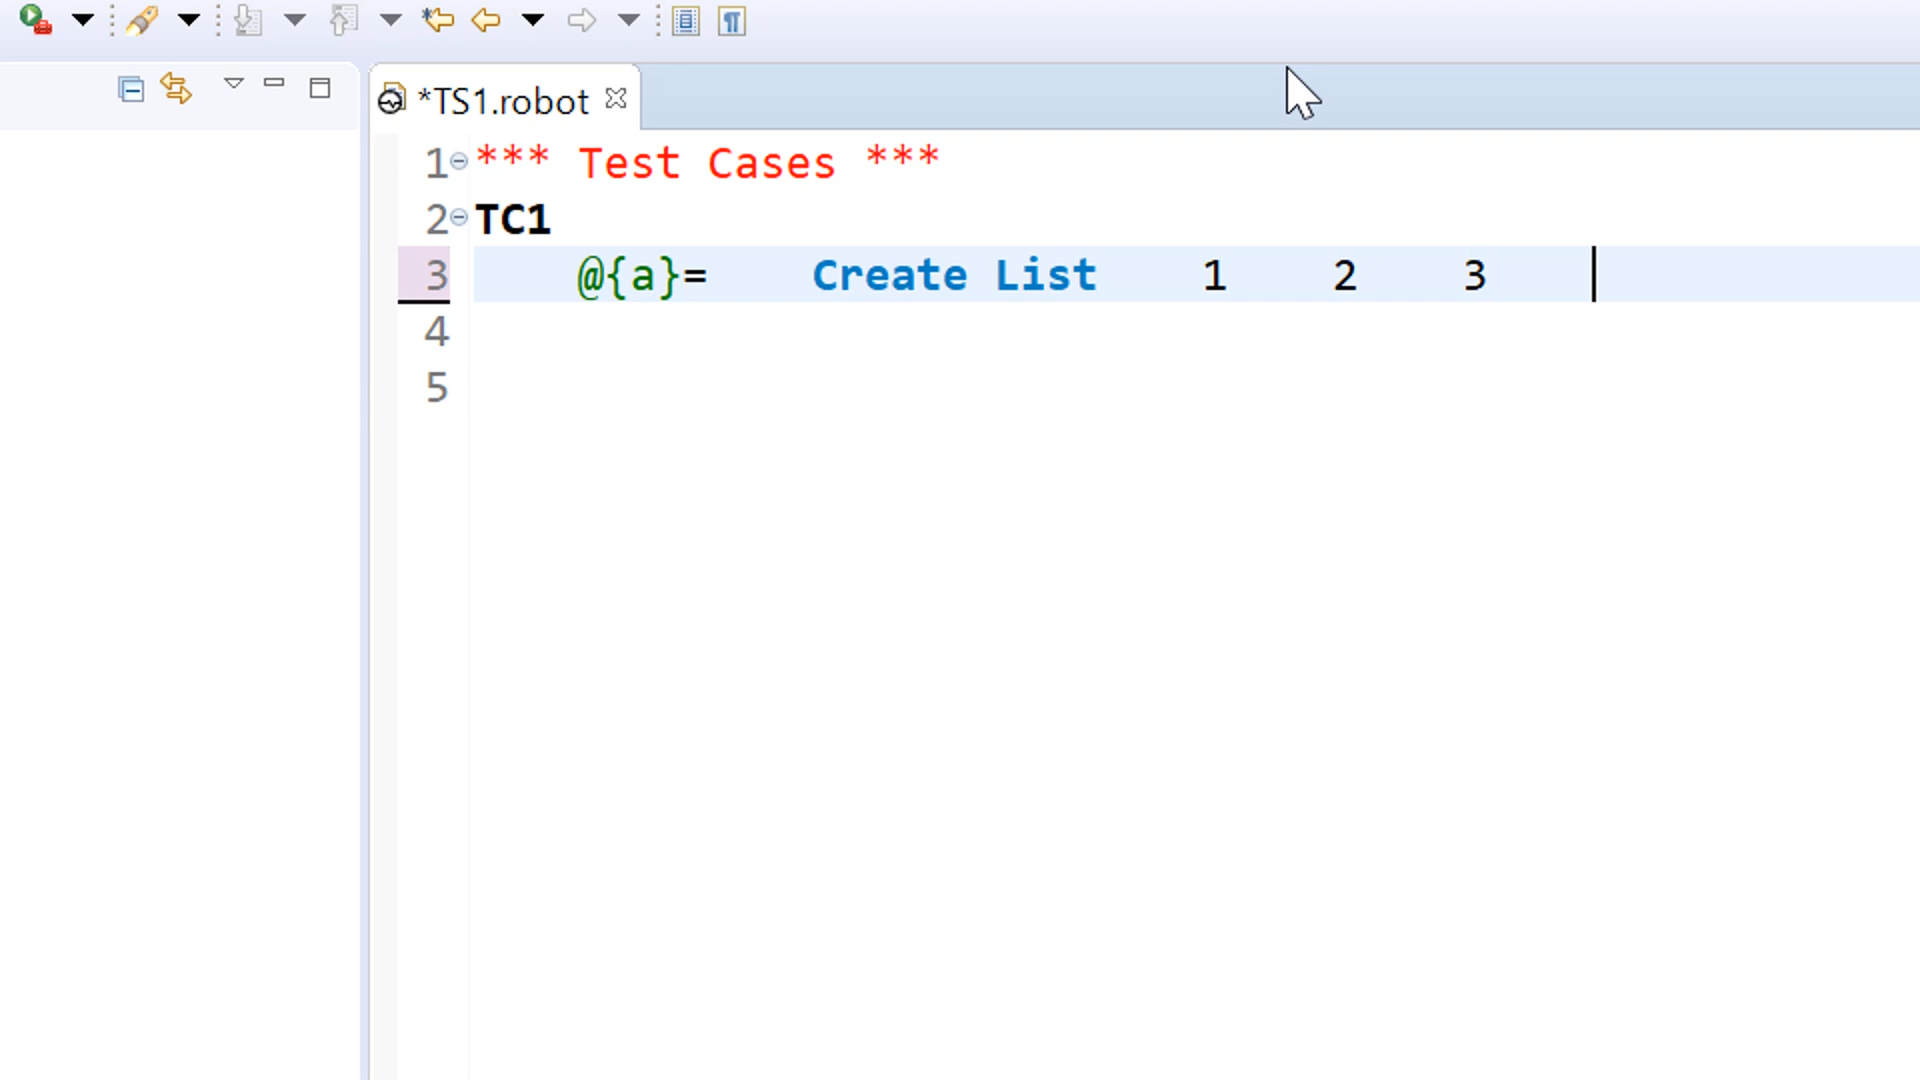 *TS1.robot
1 *** Test Cases ***
2 TC1
3 @{a}= Create List 1 2 3
4
5